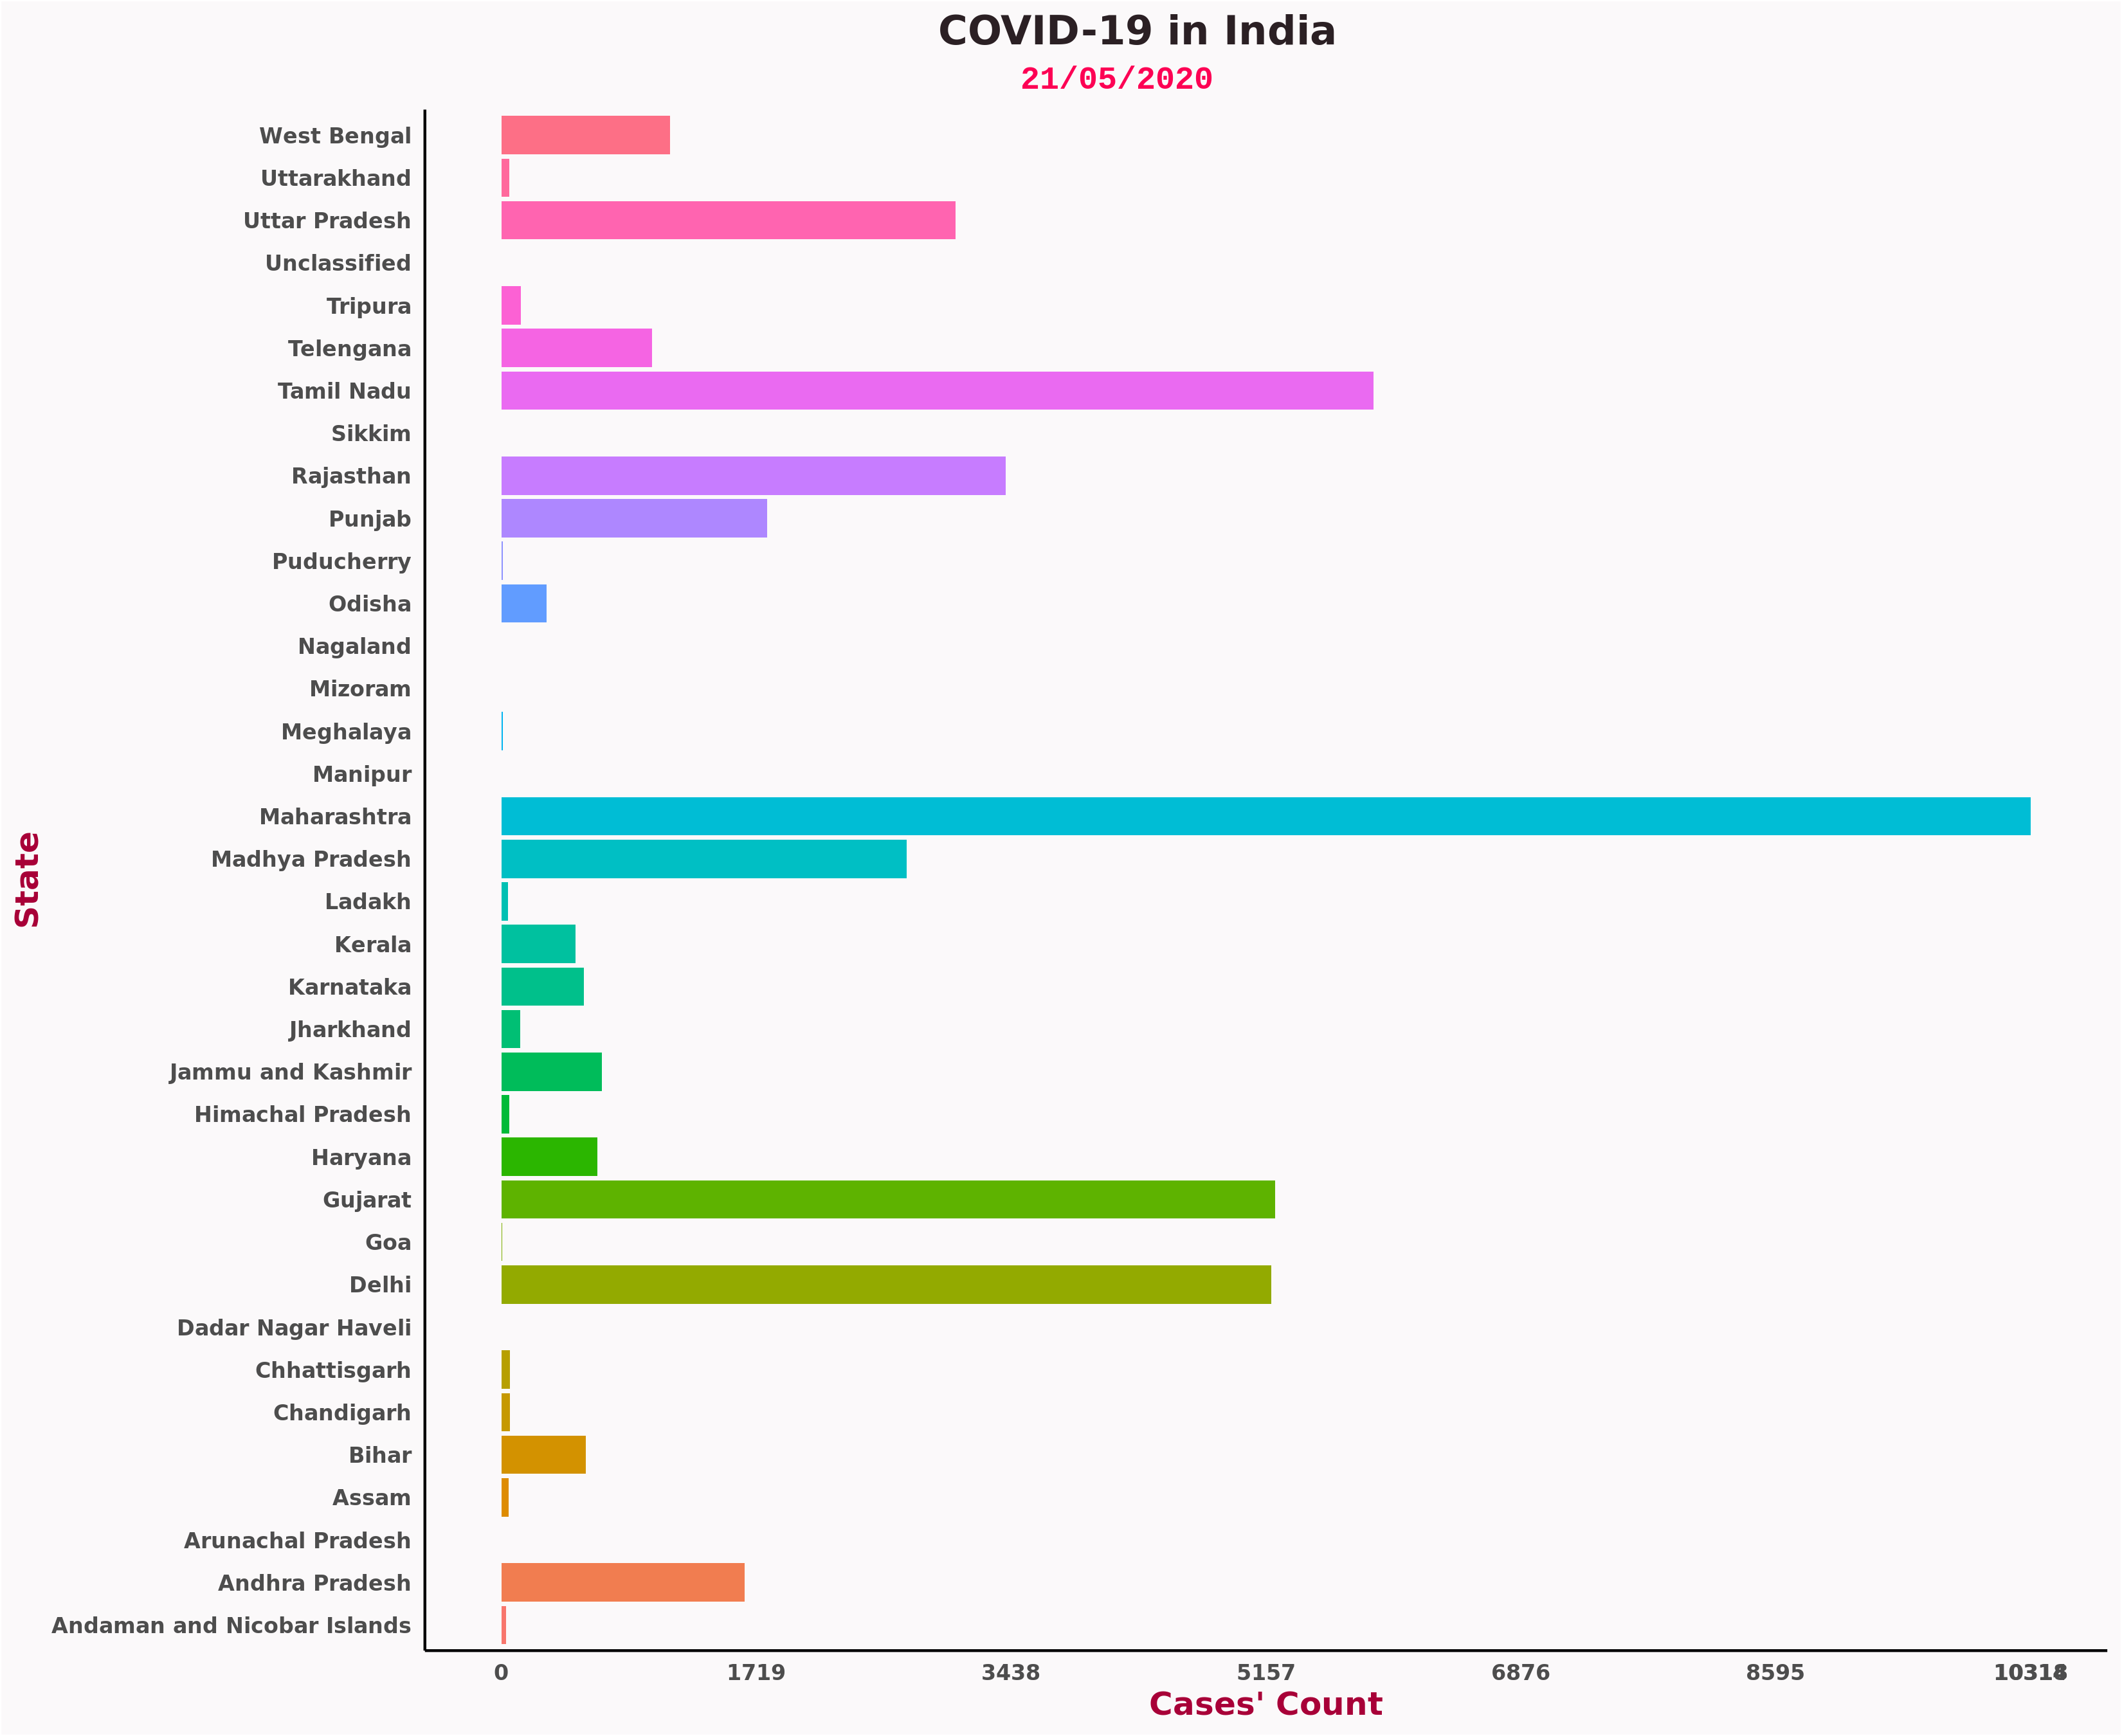 COVID-19 in India
21/05/2020
West Bengal
Uttarakhand
Uttar Pradesh
Unclassified
Tripura
Telengana
Tamil Nadu
Sikkim
Rajasthan
Punjab
Puducherry
Odisha
Nagaland
Mizoram
Meghalaya
Manipur
Maharashtra
Madhya Pradesh
Ladakh
Kerala
Karnataka
Jharkhand
Jammu and Kashmir
Himachal Pradesh
Haryana
Gujarat
Goa
Delhi
Dadar Nagar Haveli
Chhattisgarh
Chandigarh
Bihar
Assam
Arunachal Pradesh
Andhra Pradesh
Andaman and Nicobar Islands
State
0 1719 3438 5157 6876 8595
Cases' Count